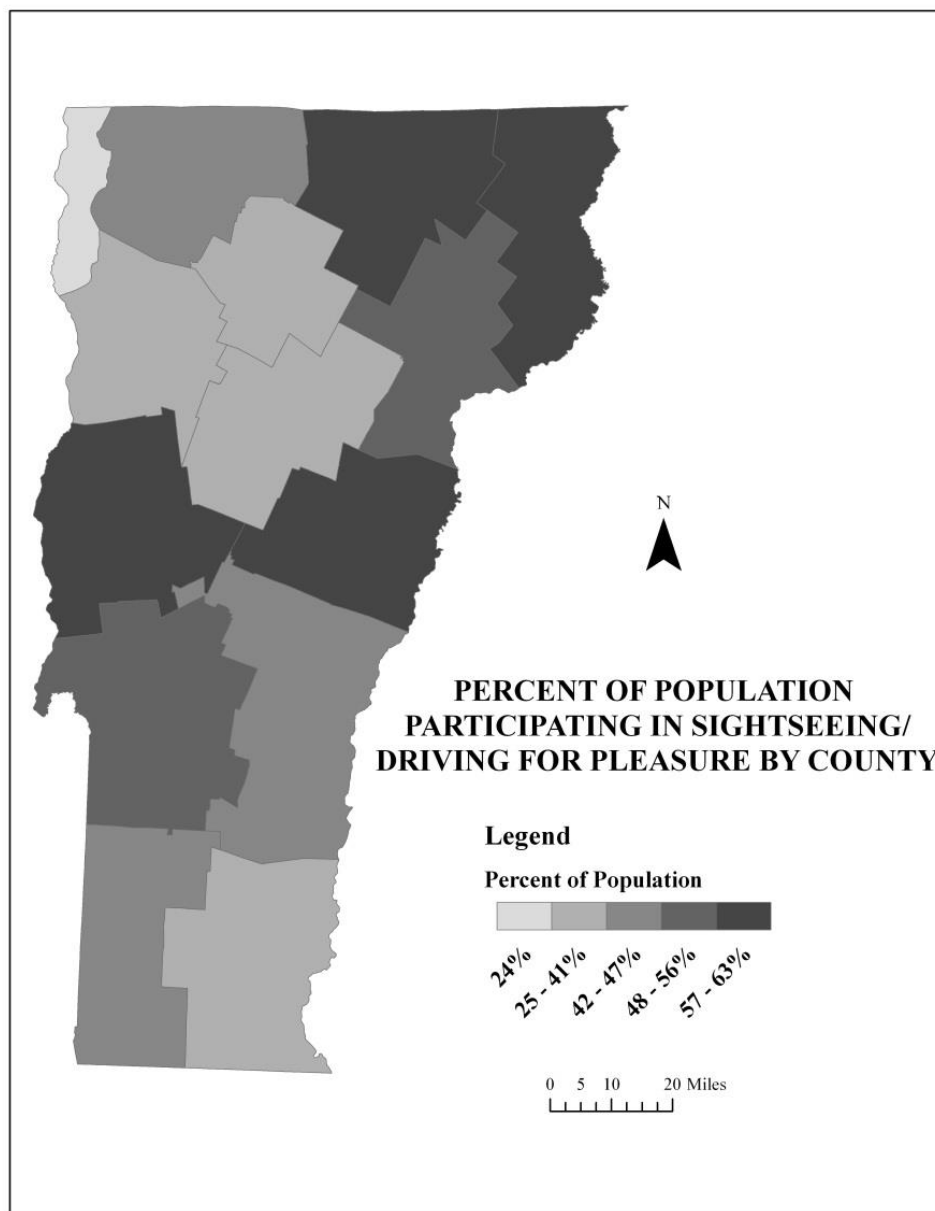 N
PERCENT OF POPULATION
PARTICIPATING IN SIGHTSEEING/
DRIVING FOR PLEASURE BY COUNTY
Legend
Percent of Population
24%
25 - 41%
42 - 47%
48 - 56%
57 - 63%
0 5 10 20 Miles